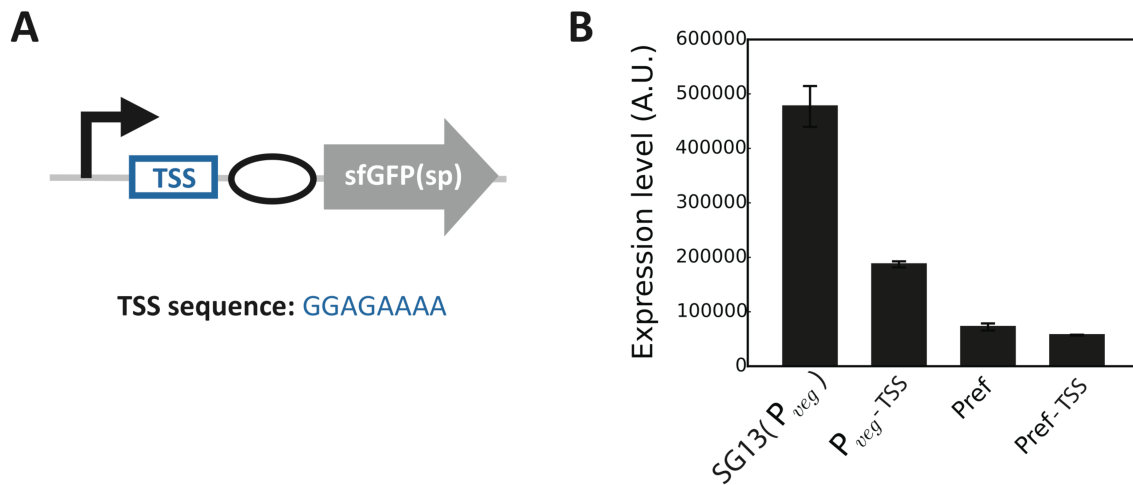 A
TSS
sfGFP(sp)
TSS sequence: GGAGAAAA
B
Expression level (A.U.)
600000
500000
400000
300000
200000
100000
0
SG13(P veg)
P veg-TSS
Pref
Pref-TSS